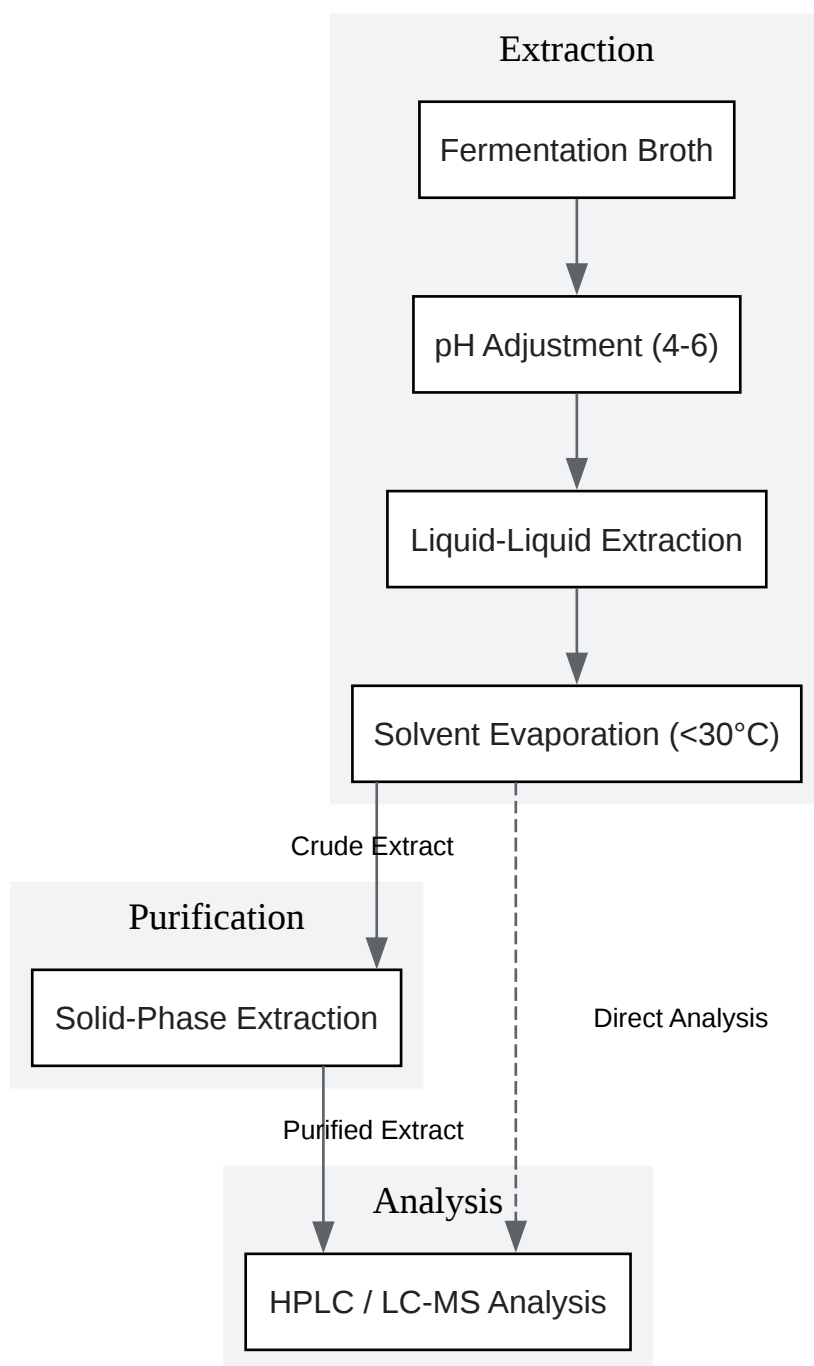 Extraction
Fermentation Broth
pH Adjustment (4-6)
Liquid-Liquid Extraction
Solvent Evaporation (<30°C)
Crude Extract
Purification
Solid-Phase Extraction
Direct Analysis
Purified Extract
Analysis
HPLC / LC-MS Analysis